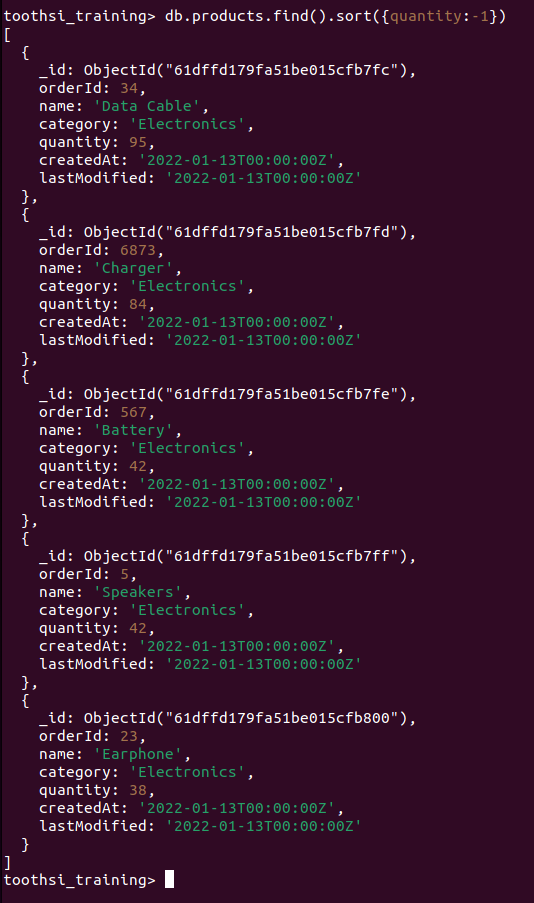 toothsi_training> db.products.find().sort({quantity:-1})
[
  {
    _id: ObjectId("61dffd179fa51be015cfb7fc"),
    orderId: 34,
    name: 'Data Cable',
    category: 'Electronics',
    quantity: 95,
    createdAt: '2022-01-13T00:00:00Z',
    lastModified: '2022-01-13T00:00:00Z'
  },
  {
    _id: ObjectId("61dffd179fa51be015cfb7fd"),
    orderId: 6873,
    name: 'Charger',
    category: 'Electronics',
    quantity: 84,
    createdAt: '2022-01-13T00:00:00Z',
    lastModified: '2022-01-13T00:00:00Z'
  },
  {
    _id: ObjectId("61dffd179fa51be015cfb7fe"),
    orderId: 567,
    name: 'Battery',
    category: 'Electronics',
    quantity: 42,
    createdAt: '2022-01-13T00:00:00Z',
    lastModified: '2022-01-13T00:00:00Z'
  },
  {
    _id: ObjectId("61dffd179fa51be015cfb7ff"),
    orderId: 5,
    name: 'Speakers',
    category: 'Electronics',
    quantity: 42,
    createdAt: '2022-01-13T00:00:00Z',
    lastModified: '2022-01-13T00:00:00Z'
  },
  {
    _id: ObjectId("61dffd179fa51be015cfb800"),
    orderId: 23,
    name: 'Earphone',
    category: 'Electronics',
    quantity: 38,
    createdAt: '2022-01-13T00:00:00Z',
    lastModified: '2022-01-13T00:00:00Z'
  }
]
toothsi_training>